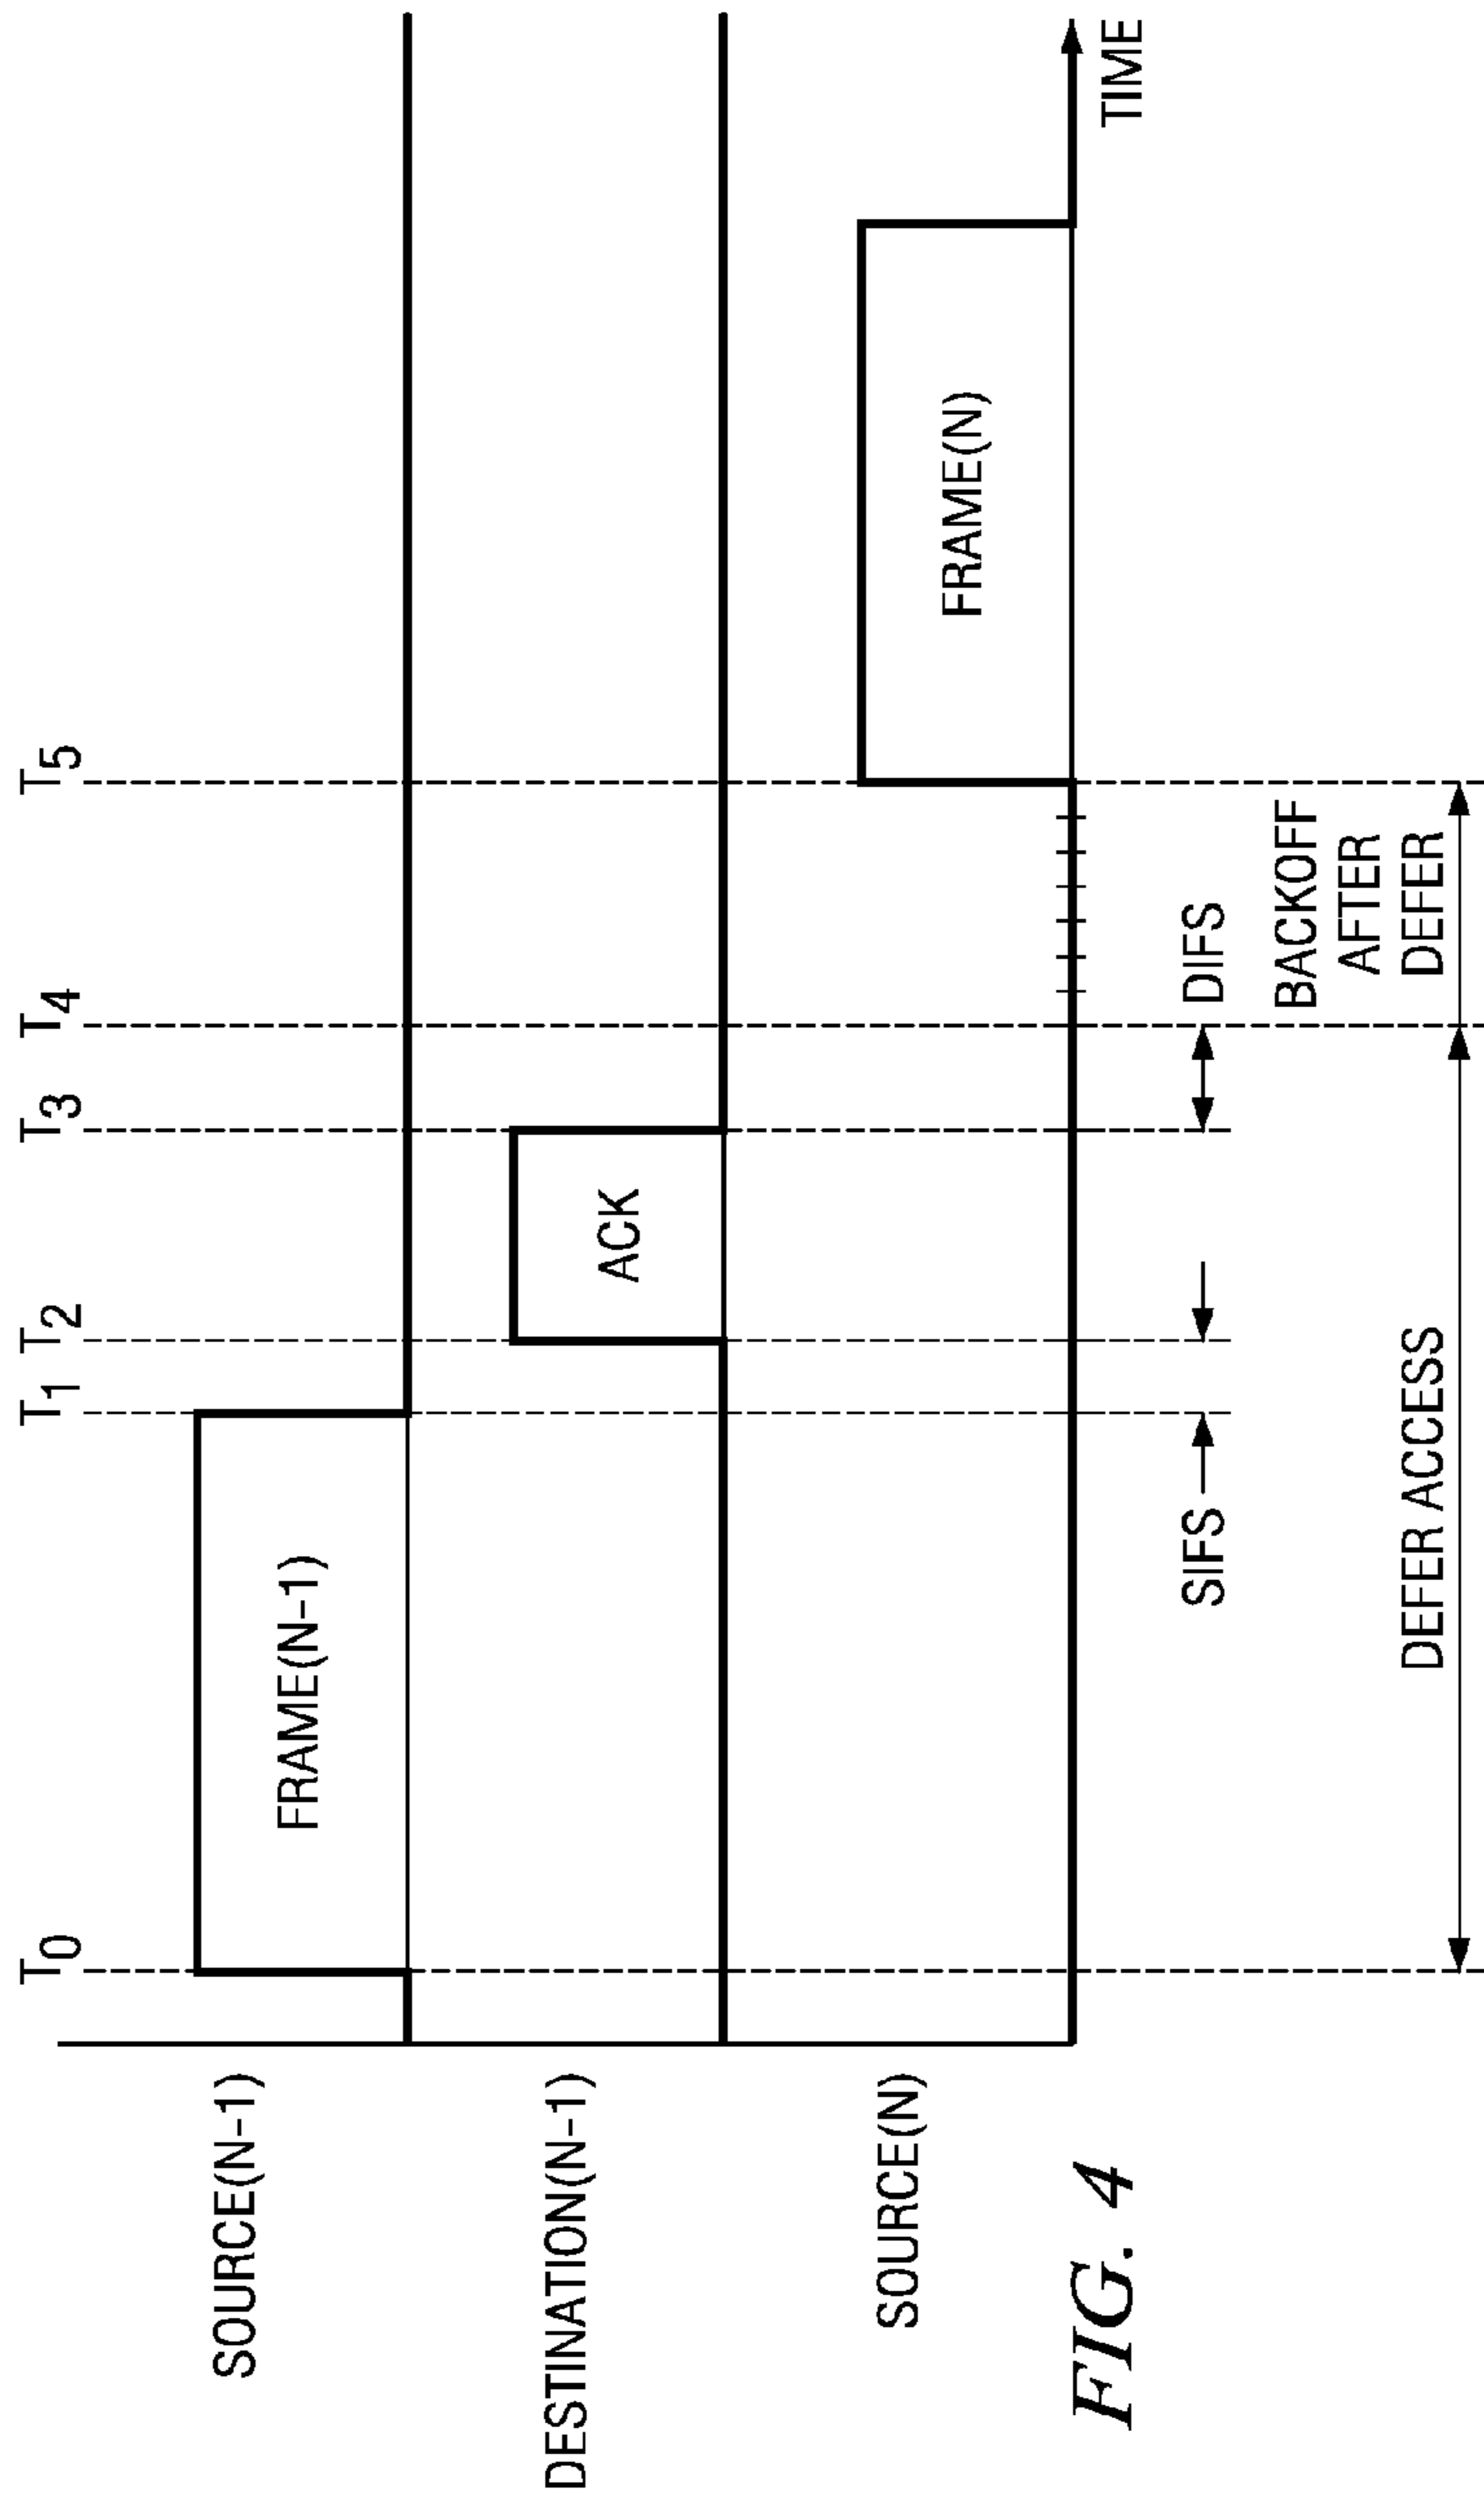 T0
T1
T2
T3
T4
T5
SOURCE(N-1)
FRAME(N-1)
DESTINATION(N-1)
ACK
SOURCE(N)
FRAME(N)
TIME
SIFS
DIFS
BACKOFF
AFTER
DEFER
DEFER ACCESS
FIG. 4